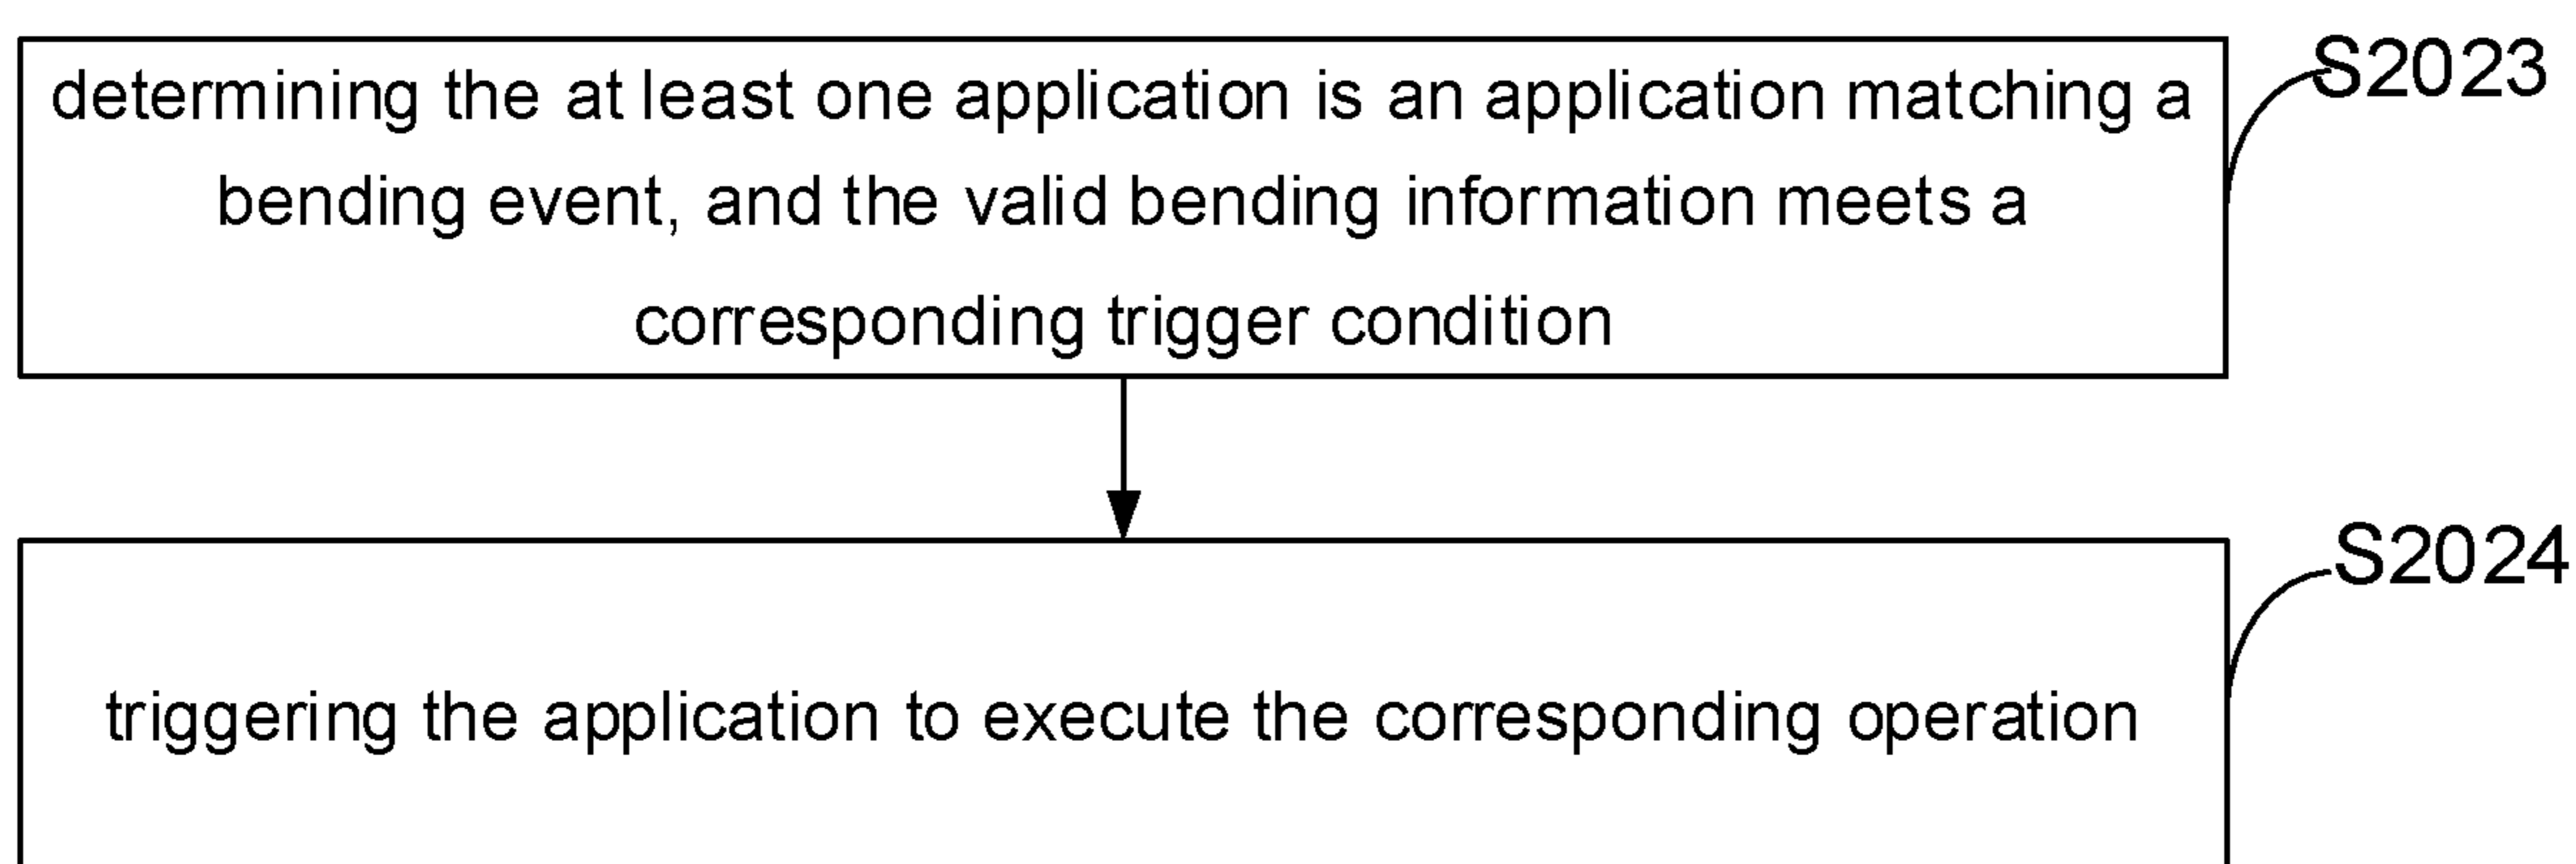 determining the at least one application is an application matching a
bending event, and the valid bending information meets a
corresponding trigger condition
S2023
triggering the application to execute the corresponding operation
S2024